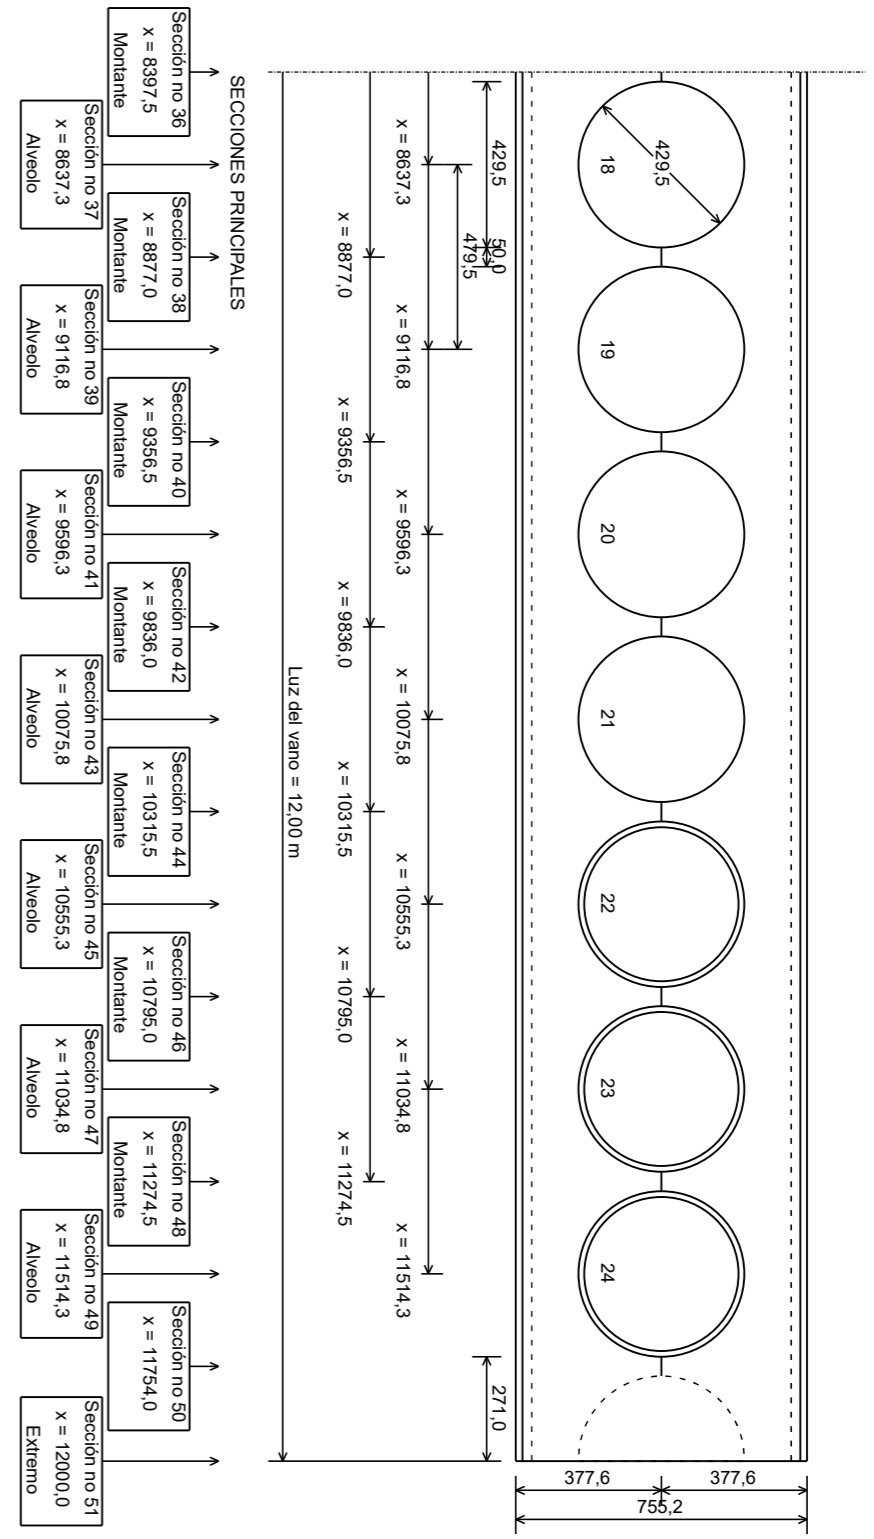 429,5
18
19
20
21
22
23
24
429,5
50,0
479,5
271,0
377,6
377,6
755,2
x = 8637,3
x = 9116,8
x = 9596,3
x = 10075,8
x = 10555,3
x = 11034,8
x = 11514,3
x = 8877,0
x = 9356,5
x = 9836,0
x = 10315,5
x = 10795,0
x = 11274,5
Luz del vano = 12,00 m
SECCIONES PRINCIPALES
Sección no 36
x = 8397,5
Montante
Sección no 37
x = 8637,3
Alveolo
Sección no 38
x = 8877,0
Montante
Sección no 39
x = 9116,8
Alveolo
Sección no 40
x = 9356,5
Montante
Sección no 41
x = 9596,3
Alveolo
Sección no 42
x = 9836,0
Montante
Sección no 43
x = 10075,8
Alveolo
Sección no 44
x = 10315,5
Montante
Sección no 45
x = 10555,3
Alveolo
Sección no 46
x = 10795,0
Montante
Sección no 47
x = 11034,8
Alveolo
Sección no 48
x = 11274,5
Montante
Sección no 49
x = 11514,3
Alveolo
Sección no 50
x = 11754,0
Sección no 51
x = 12000,0
Extremo